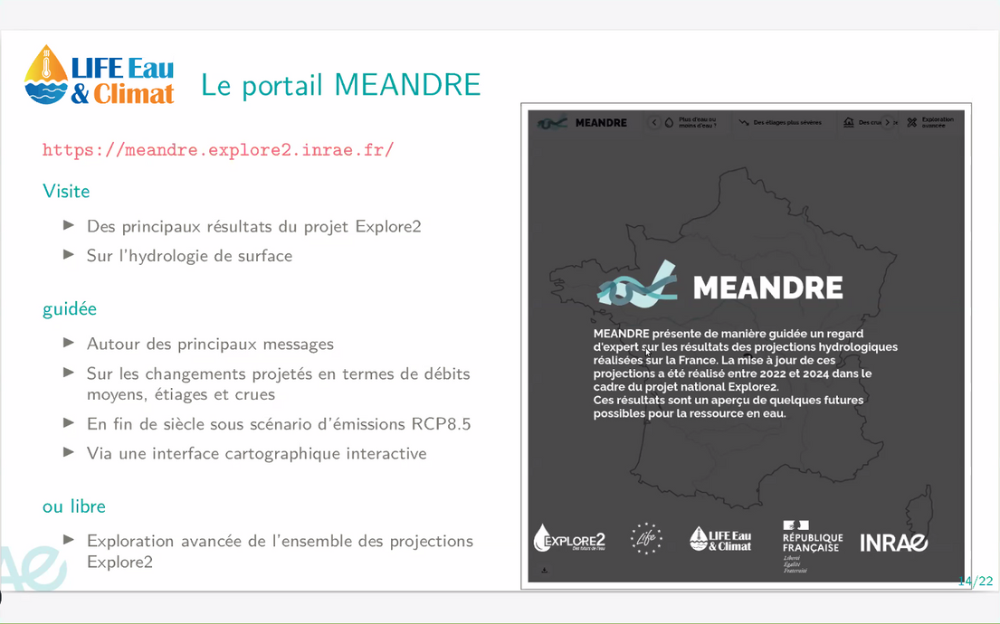 LIFE Eau
& Climat
Le portail MEANDRE
https://meandre.explore2.inrae.fr/
Visite
Des principaux résultats du projet Explore2
Sur l'hydrologie de surface
guidée
Autour des principaux messages
Sur les changements projetés en termes de débits
moyens, étiages et crues
En fin de siècle sous scénario d'émissions RCP8.5
Via une interface cartographique interactive
ou libre
Exploration avancée de l'ensemble des projections
Explore2
MEANDRE
Plus d'eau ou
moins d'eau ?
Des étiages plus sévères
Des crues
Exploration
avancée
MEANDRE
MEANDRE présente de manière guidée un regard
d'expert sur les résultats des projections hydrologiques
réalisées sur la France. La mise à jour de ces
projections a été réalisé entre 2022 et 2024 dans le
cadre du projet national Explore2.
Ces résultats sont un aperçu de quelques futures
possibles pour la ressource en eau.
EXPLORE2
Des futurs de l'eau
Life
LIFE Eau
& Climat
RÉPUBLIQUE
FRANÇAISE
Liberté
Égalité
Fraternité
INRAE
14/22